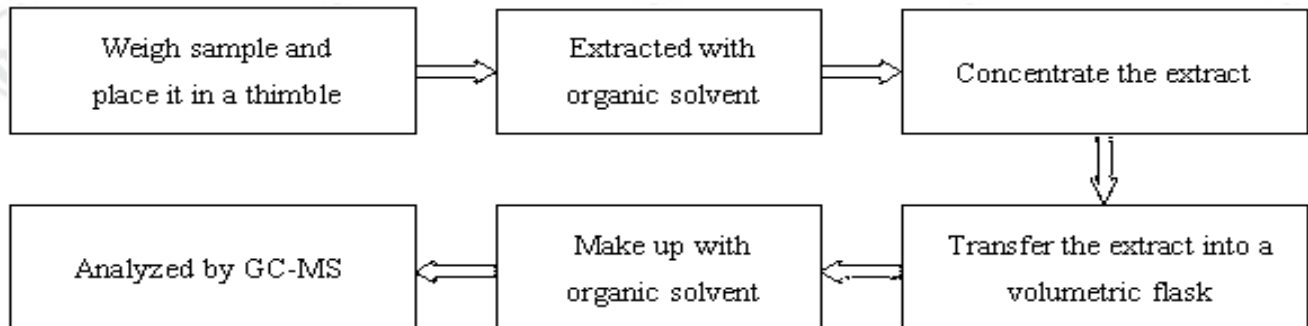 Weigh sample and
place it in a thimble
Extracted with
organic solvent
Concentrate the extract
Transfer the extract into a
volumetric flask
Make up with
organic solvent
Analyzed by GC-MS